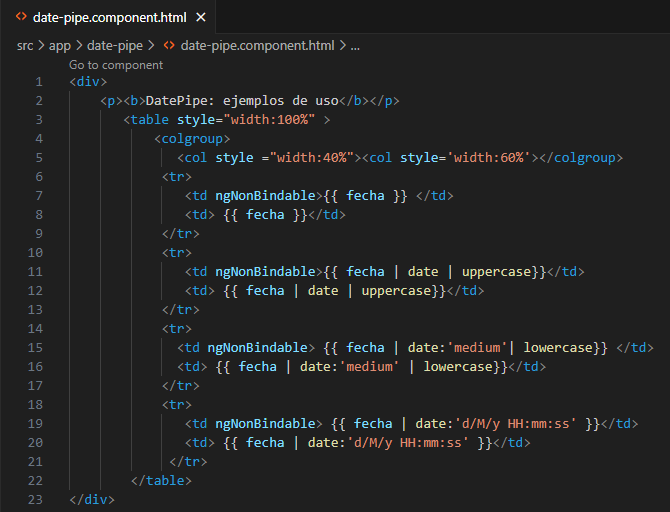 date-pipe.component.html ×
src > app > date-pipe > <> date-pipe.component.html > ...
Go to component
1 <div>
2 <p><b>DatePipe: ejemplos de uso</b></p>
3 <table style="width:100%" >
4 <colgroup>
5 <col style ="width:40%"><col style='width:60%'></colgroup>
6 <tr>
7 <td ngNonBindable>{{ fecha }} </td>
8 <td> {{ fecha }}</td>
9 </tr>
10 <tr>
11 <td ngNonBindable>{{ fecha | date | uppercase}}</td>
12 <td> {{ fecha | date | uppercase}}</td>
13 </tr>
14 <tr>
15 <td ngNonBindable> {{ fecha | date:'medium'| lowercase}} </td>
16 <td> {{ fecha | date:'medium' | lowercase}}</td>
17 </tr>
18 <tr>
19 <td ngNonBindable> {{ fecha | date:'d/M/y HH:mm:ss' }}</td>
20 <td> {{ fecha | date:'d/M/y HH:mm:ss' }}</td>
21 </tr>
22 </table>
23 </div>